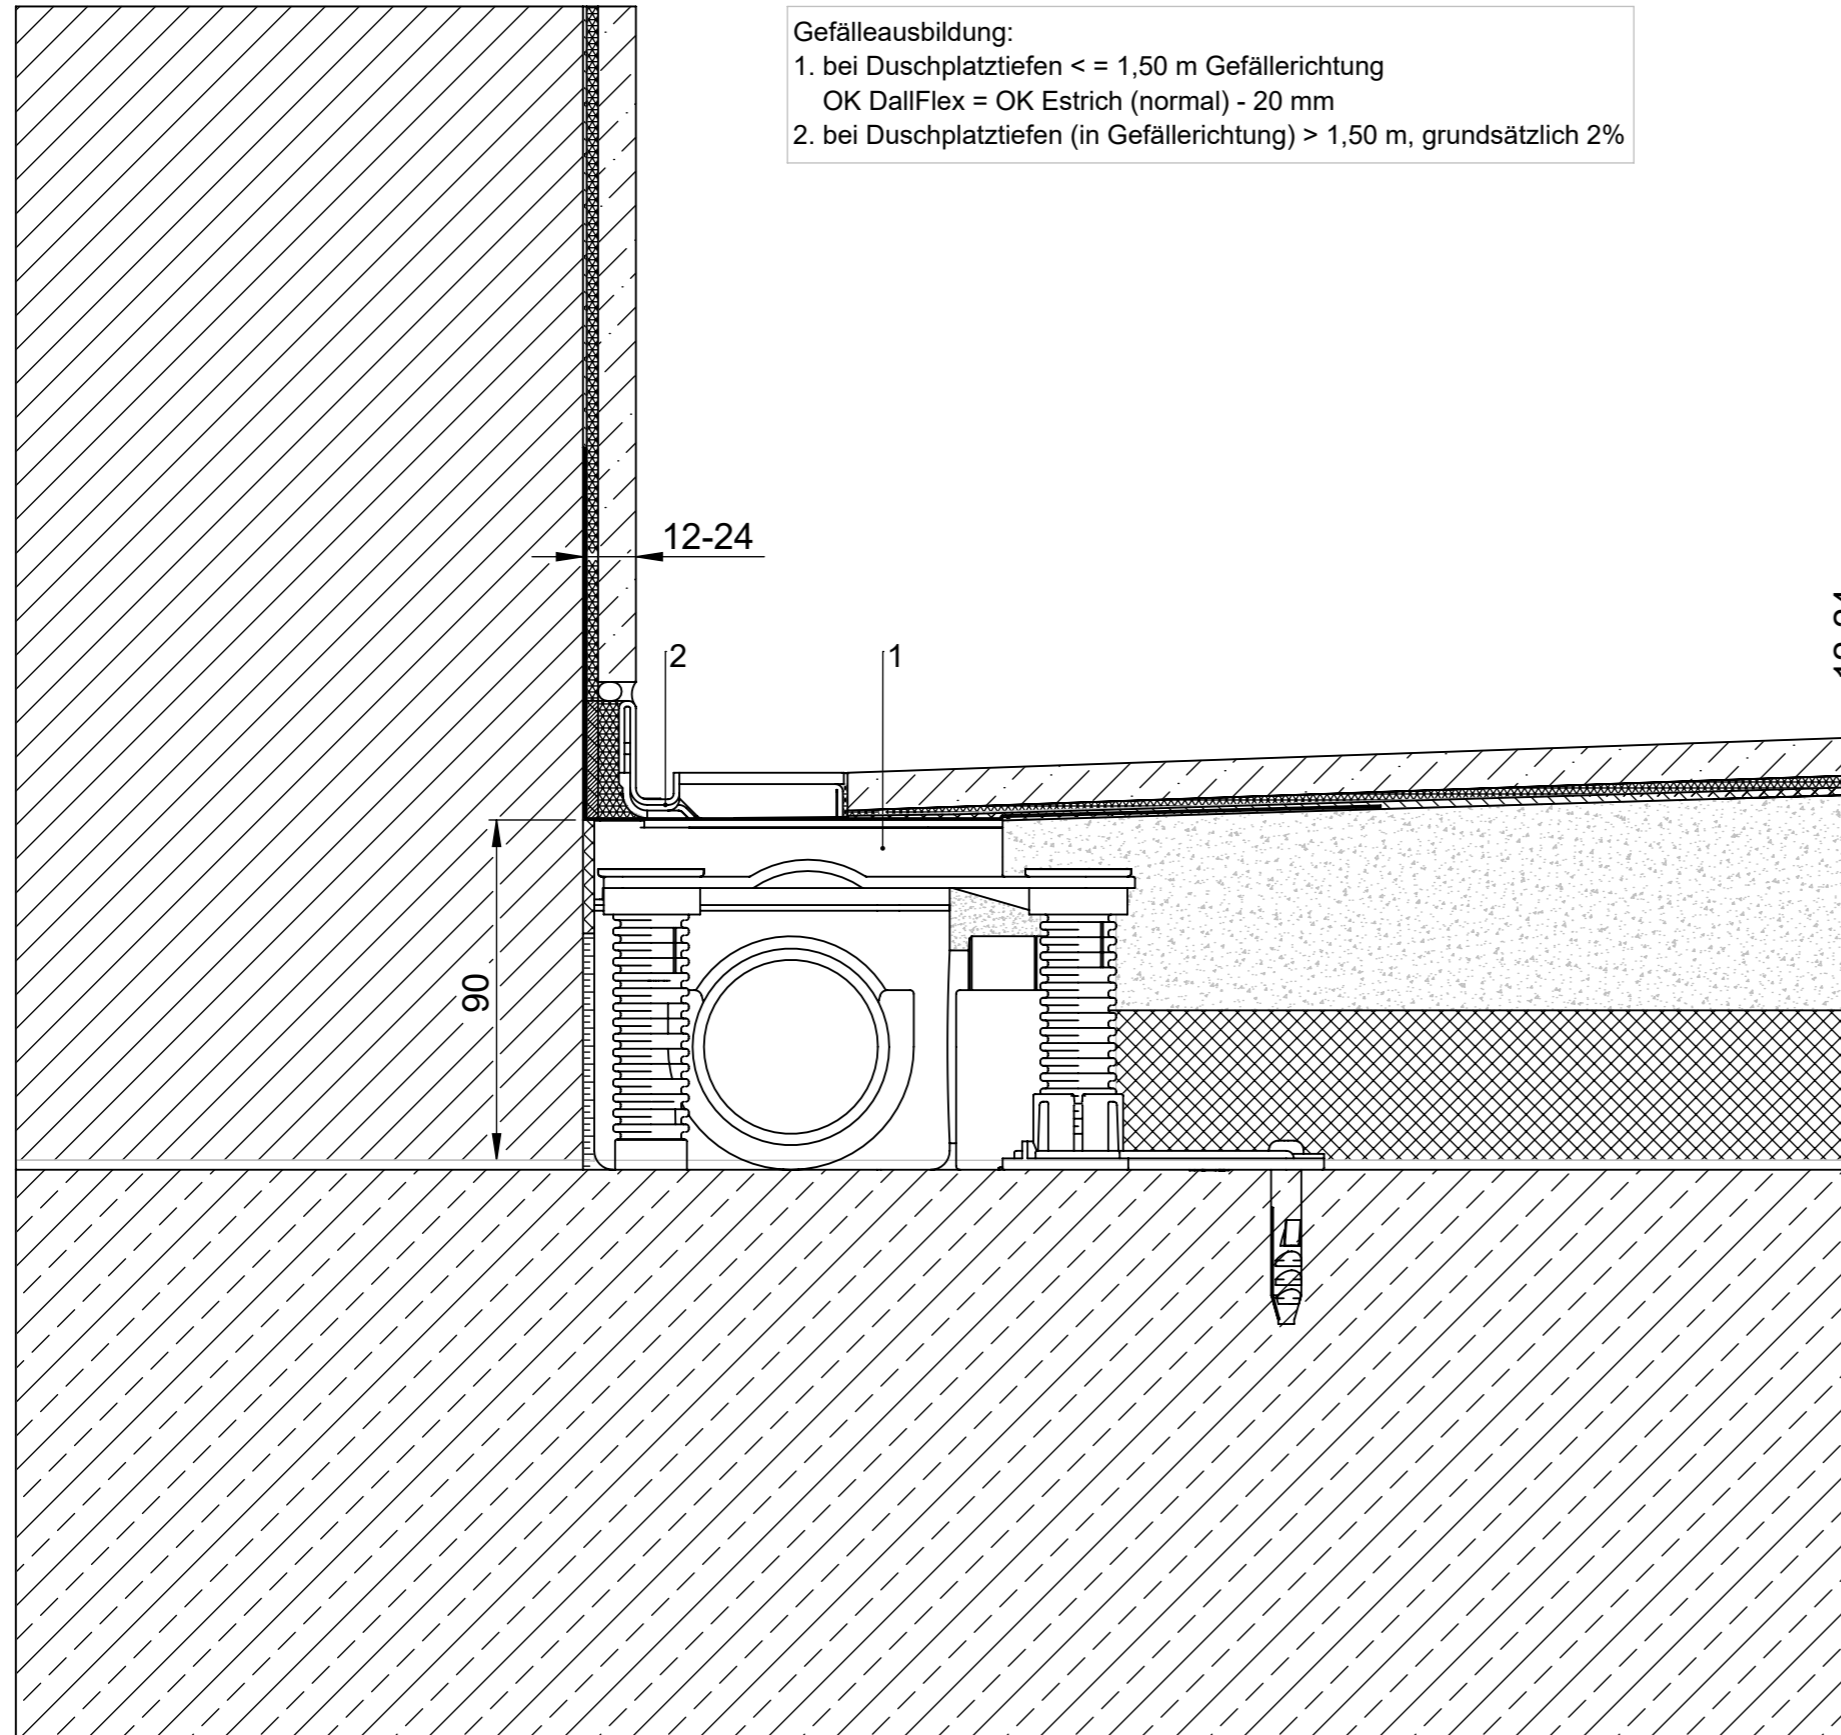 Gefälleausbildung:
1. bei Duschplatztiefen < = 1,50 m Gefällerichtung
OK DallFlex = OK Estrich (normal) - 20 mm
2. bei Duschplatztiefen (in Gefällerichtung) > 1,50 m, grundsätzlich 2%
12-24
2
1
90